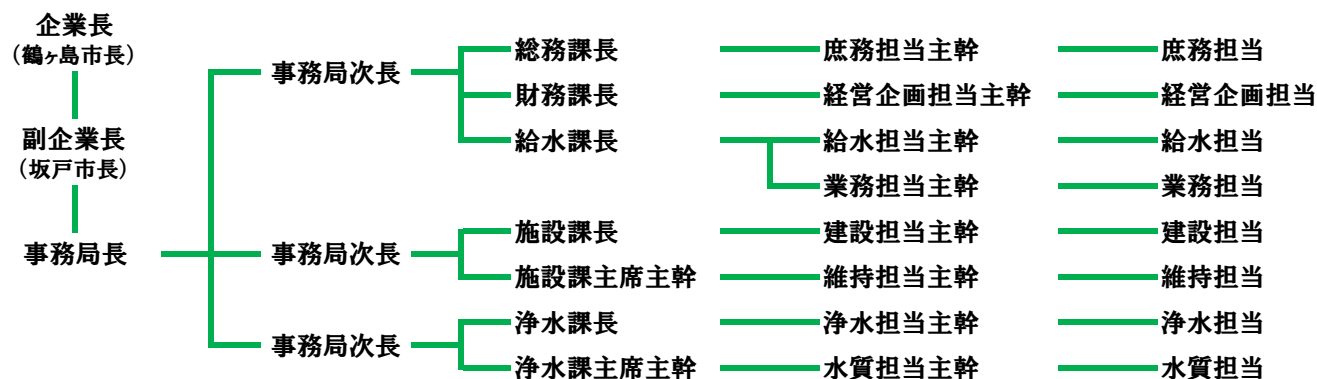 企業長
(鶴ヶ島市長)
副企業長
(坂戸市長)
事務局長
事務局次長
総務課長 庶務担当主幹 庶務担当
財務課長 経営企画担当主幹 経営企画担当
給水課長 給水担当主幹 給水担当
業務担当主幹 業務担当
事務局次長
施設課長 建設担当主幹 建設担当
施設課主席主幹 維持担当主幹 維持担当
事務局次長
浄水課長 浄水担当主幹 浄水担当
浄水課主席主幹 水質担当主幹 水質担当